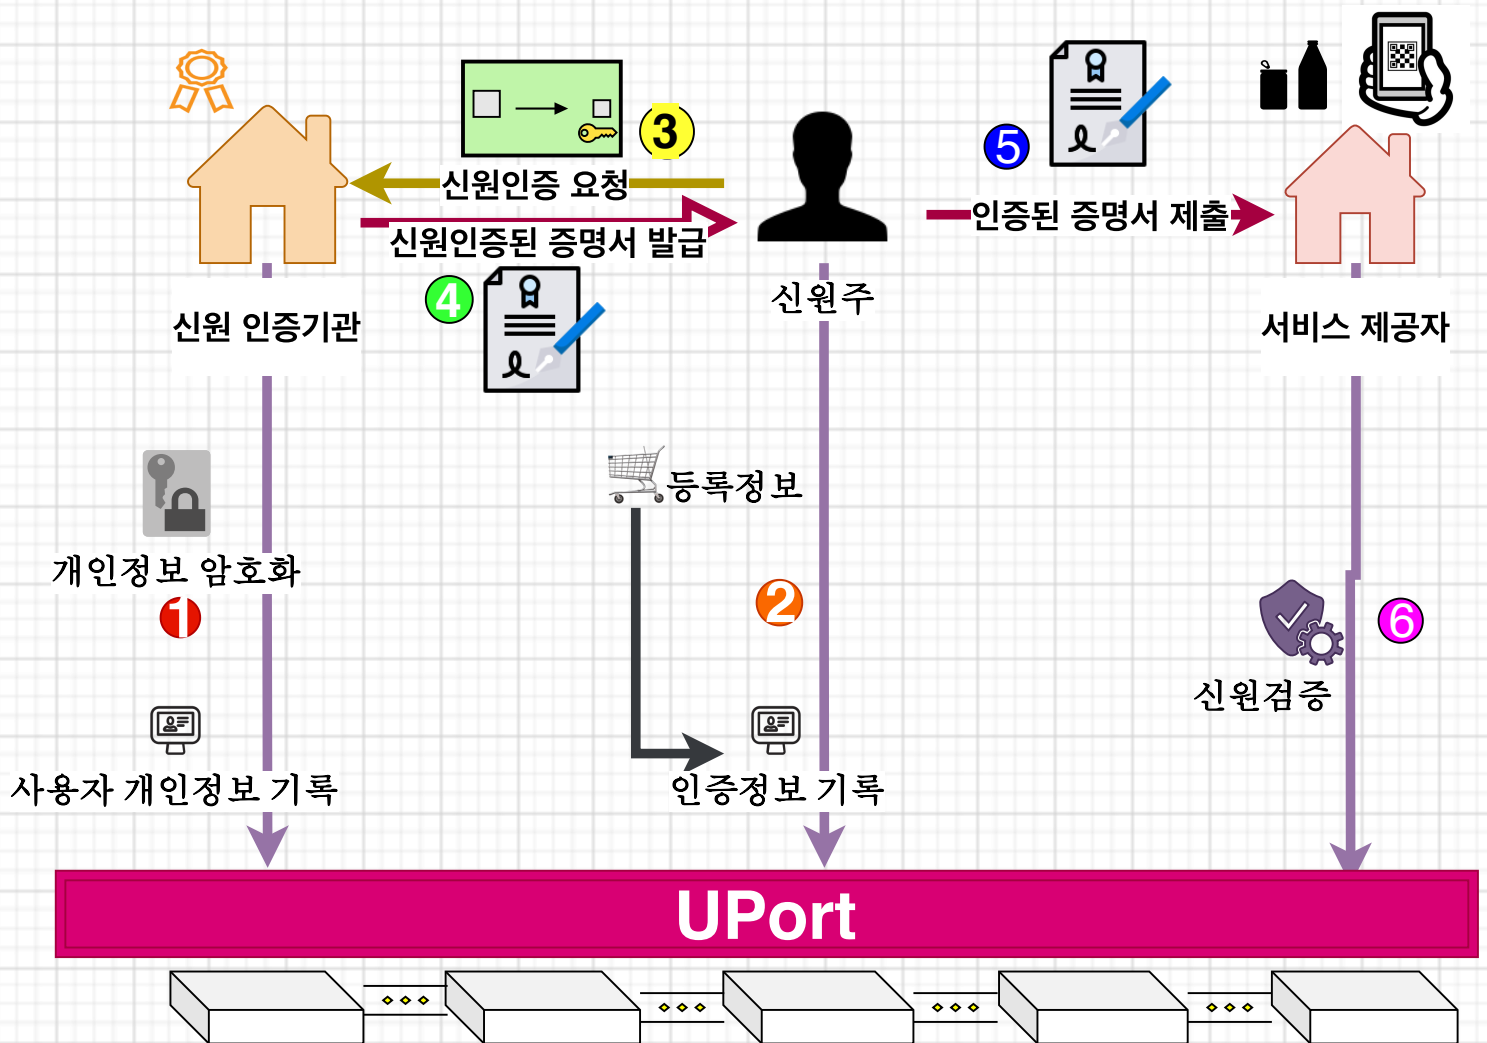 3
5
신원인증 요청
신원인증된 증명서 발급
인증된 증명서 제출
4
신원 인증기관
신원주
서비스 제공자
등록정보
개인정보 암호화
1
2
6
신원검증
사용자 개인정보 기록
인증정보 기록
UPort